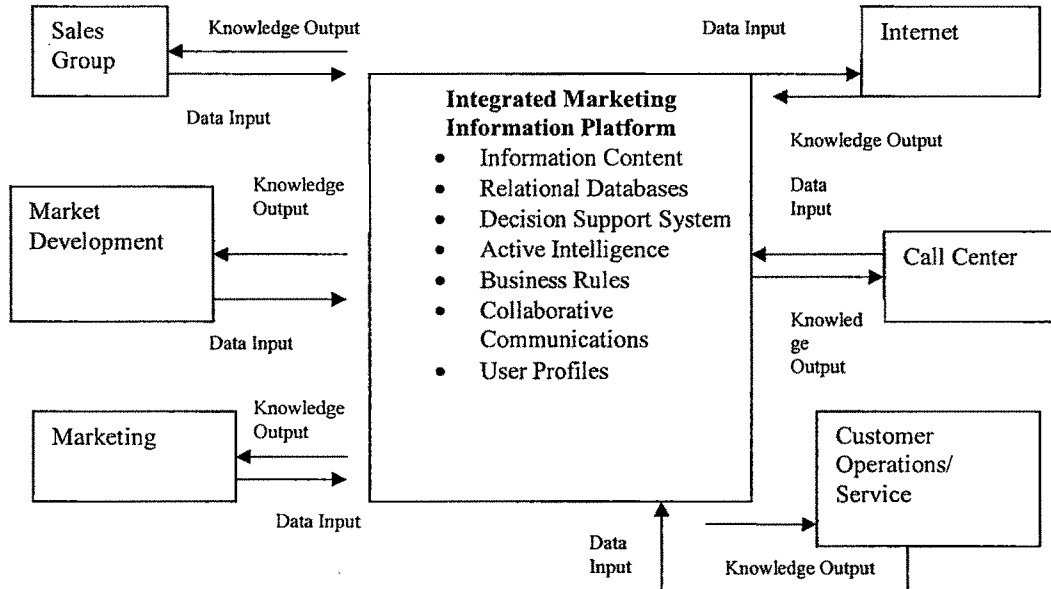 Sales
Group
Knowledge Output
Data Input
Data Input
Internet
Knowledge Output
Integrated Marketing
Information Platform
• Information Content
• Relational Databases
• Decision Support System
• Active Intelligence
• Business Rules
• Collaborative
Communications
• User Profiles
Market
Development
Knowledge
Output
Data Input
Data
Input
Call Center
Knowled
ge
Output
Marketing
Knowledge
Output
Data Input
Customer
Operations/
Service
Data
Input
Knowledge Output